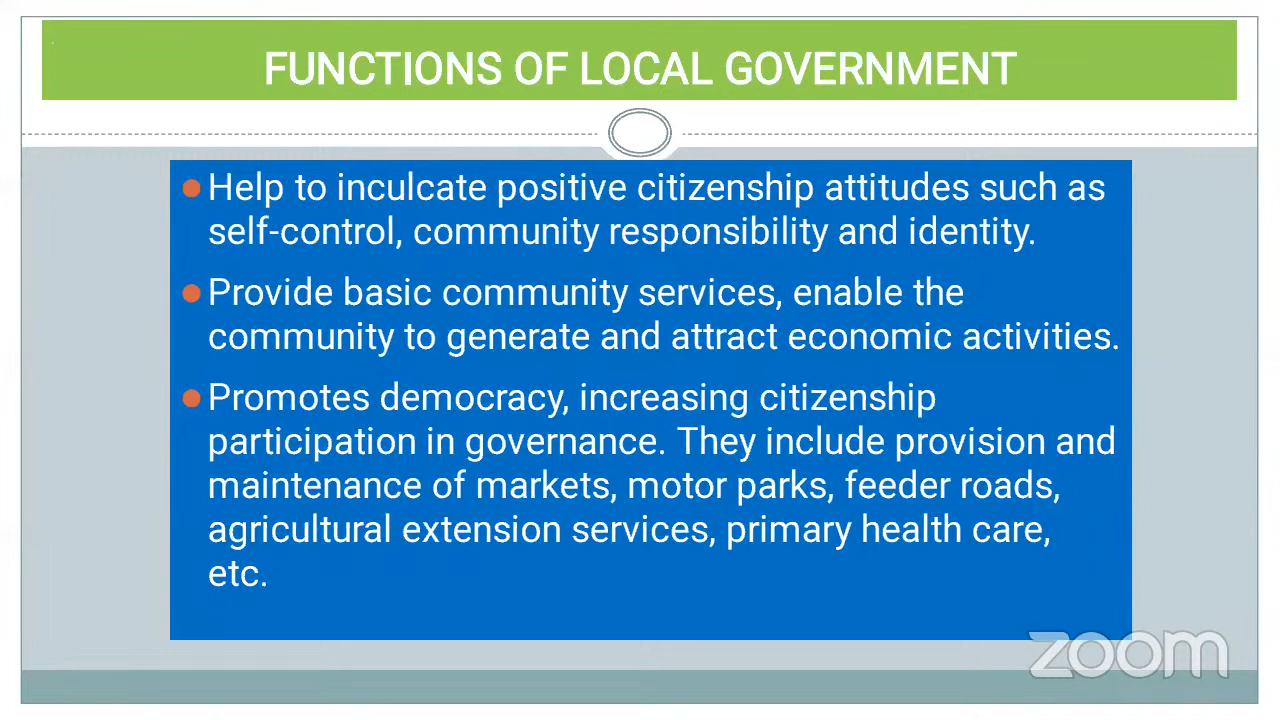 FUNCTIONS OF LOCAL GOVERNMENT
Help to inculcate positive citizenship attitudes such as
self-control, community responsibility and identity.
Provide basic community services, enable the
community to generate and attract economic activities.
Promotes democracy, increasing citizenship
participation in governance. They include provision and
maintenance of markets, motor parks, feeder roads,
agricultural extension services, primary health care,
etc.
zoom